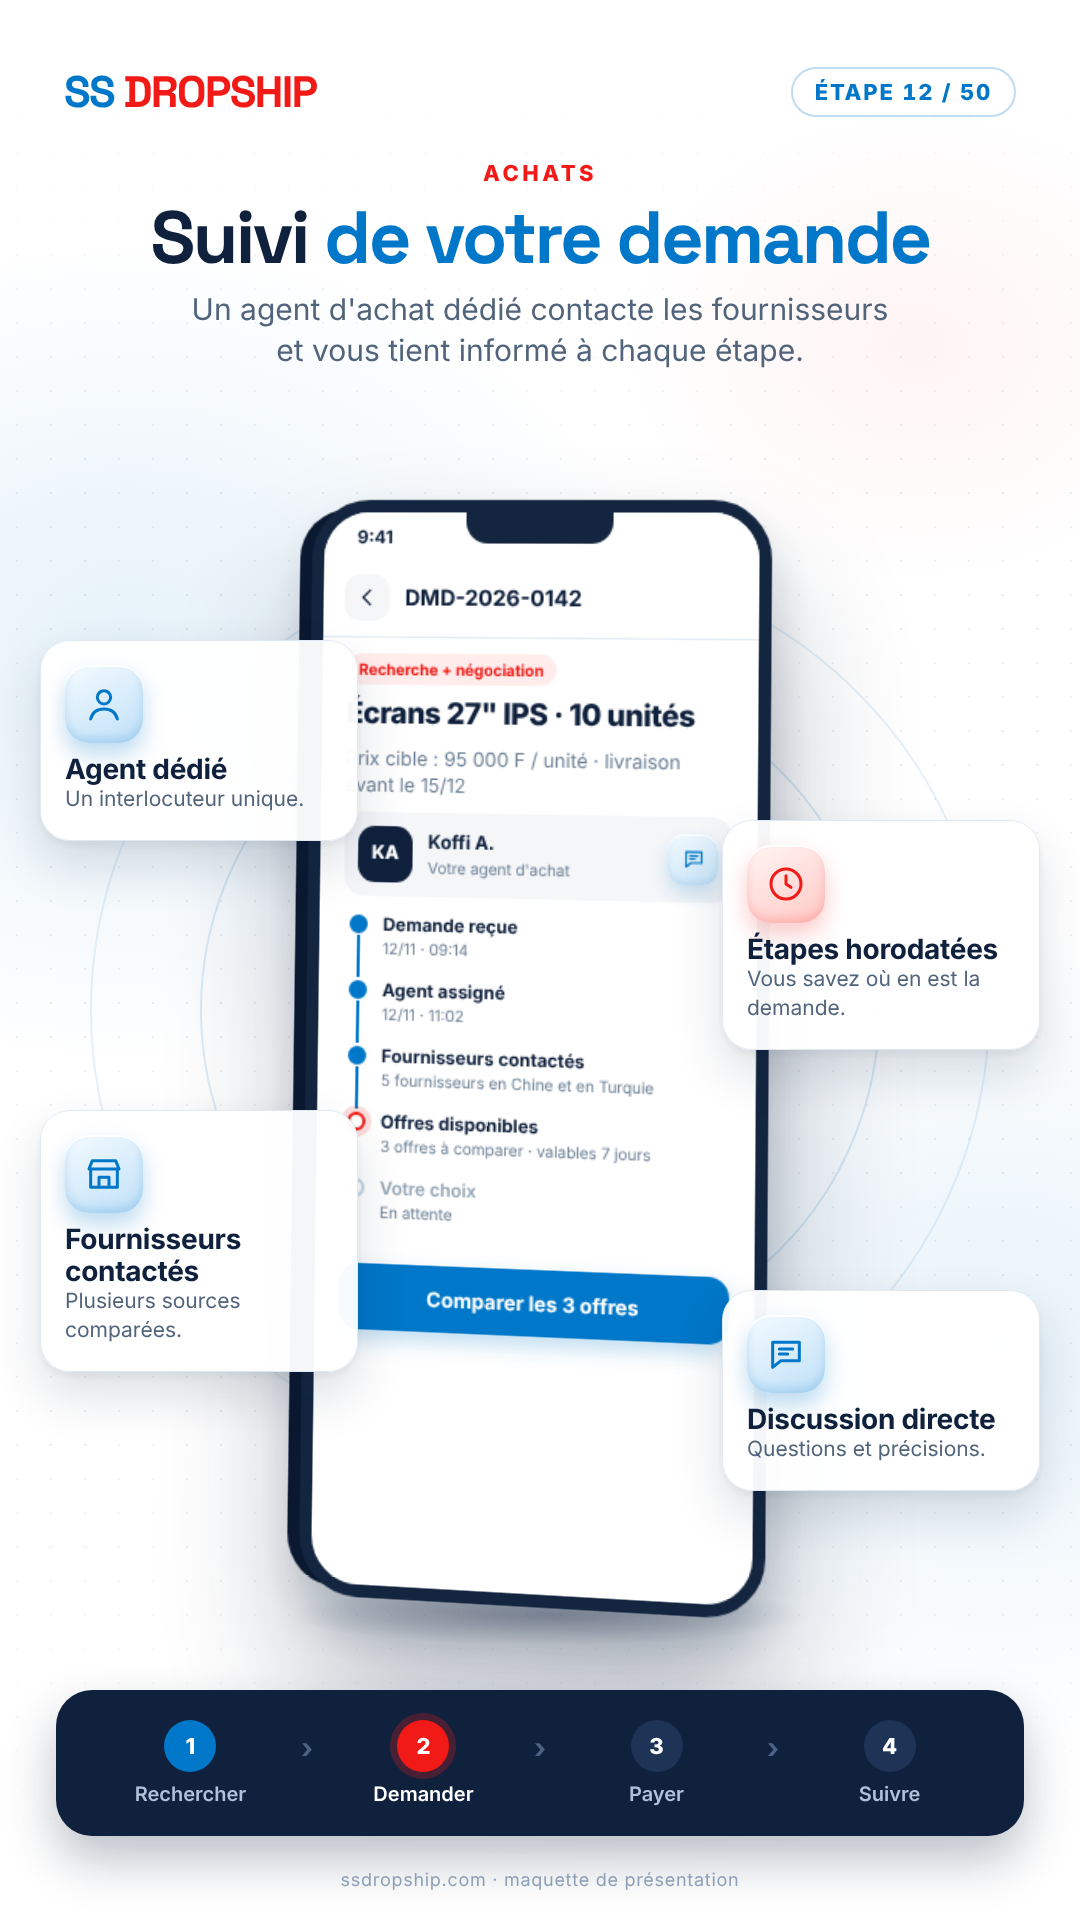 SS DROPSHIP
ÉTAPE 12 / 50
ACHATS
Suivi de votre demande
Un agent d'achat dédié contacte les fournisseurs
et vous tient informé à chaque étape.
9:41
DMD-2026-0142
Recherche + négociation
Écrans 27" IPS · 10 unités
rix cible : 95 000 F / unité · livraison
vant le 15/12
Agent dédié
Un interlocuteur unique.
KA
Koffi A.
Votre agent d'achat
Étapes horodatées
Vous savez où en est la
demande.
Demande reçue
12/11 · 09:14
Agent assigné
12/11 · 11:02
Fournisseurs contactés
5 fournisseurs en Chine et en Turquie
Offres disponibles
3 offres à comparer · valables 7 jours
Votre choix
En attente
Fournisseurs
contactés
Plusieurs sources
comparées.
Comparer les 3 offres
Discussion directe
Questions et précisions.
1
Rechercher
›
2
Demander
›
3
Payer
›
4
Suivre
ssdropship.com · maquette de présentation